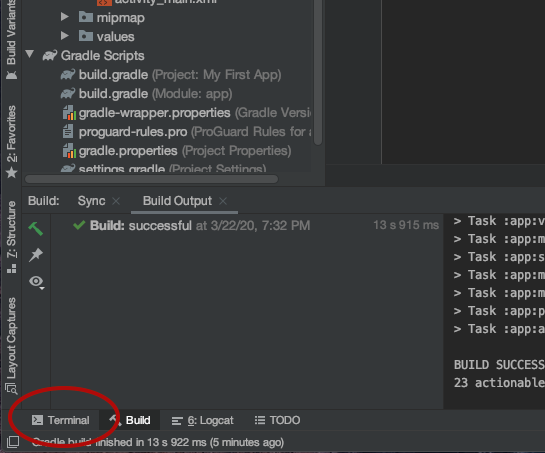 activity_main.xml
mipmap
values
Gradle Scripts
build.gradle (Project: My First App)
build.gradle (Module: app)
gradle-wrapper.properties (Gradle Versi
proguard-rules.pro (ProGuard Rules for a
gradle.properties (Project Properties)
settings.gradle (Project Settings)
Build Variants
2: Favorites
7: Structure
Layout Captures
Build: Sync × Build Output ×
Build: successful at 3/22/20, 7:32 PM 13 s 915 ms
> Task :app:v
> Task :app:m
> Task :app:s
> Task :app:m
> Task :app:m
> Task :app:p
> Task :app:a
BUILD SUCCESS
23 actionable
Terminal Build 6: Logcat TODO
Gradle build finished in 13 s 922 ms (5 minutes ago)